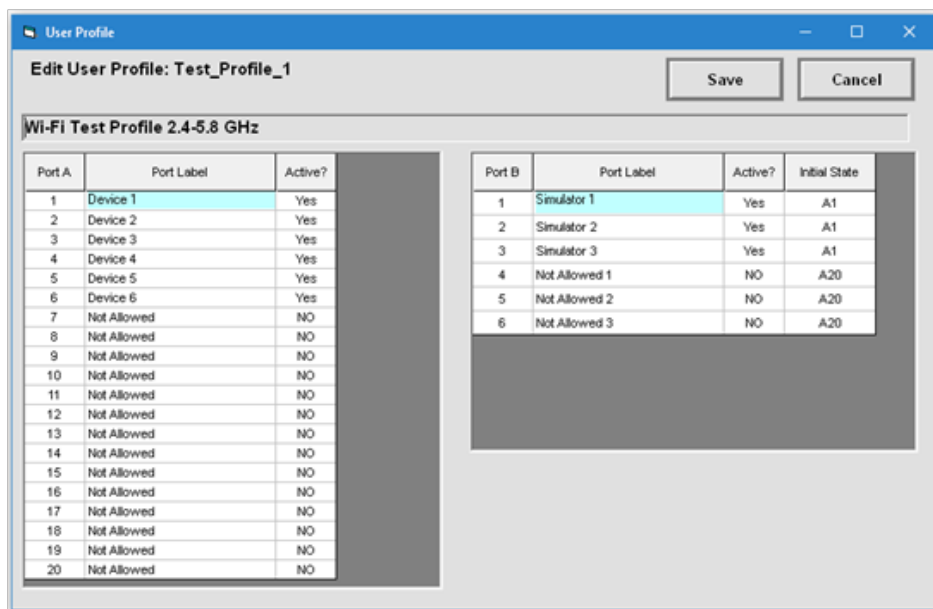 User Profile
Edit User Profile: Test_Profile_1
Save
Cancel
Wi-Fi Test Profile 2.4-5.8 GHz
Port A Port Label Active?
1 Device 1 Yes
2 Device 2 Yes
3 Device 3 Yes
4 Device 4 Yes
5 Device 5 Yes
6 Device 6 Yes
7 Not Allowed NO
8 Not Allowed NO
9 Not Allowed NO
10 Not Allowed NO
11 Not Allowed NO
12 Not Allowed NO
13 Not Allowed NO
14 Not Allowed NO
15 Not Allowed NO
16 Not Allowed NO
17 Not Allowed NO
18 Not Allowed NO
19 Not Allowed NO
20 Not Allowed NO
Port B Port Label Active? Initial State
1 Simulator 1 Yes A1
2 Simulator 2 Yes A1
3 Simulator 3 Yes A1
4 Not Allowed 1 NO A20
5 Not Allowed 2 NO A20
6 Not Allowed 3 NO A20